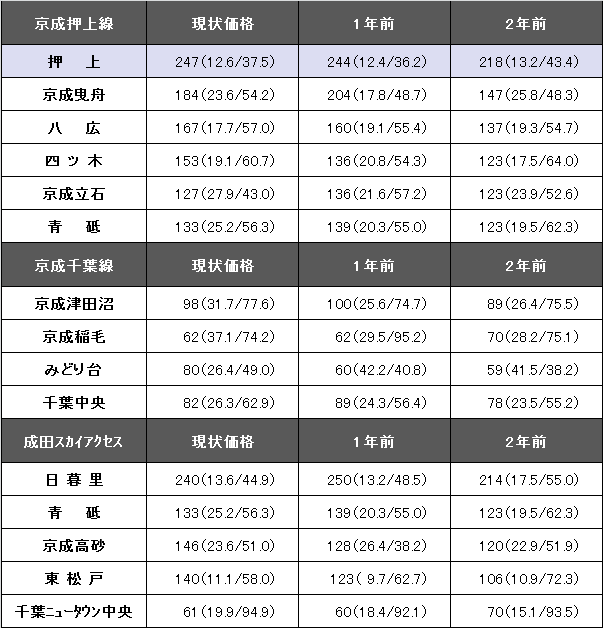 京成押上線 現状価格 1年前 2年前
押 上 247(12.6/37.5) 244(12.4/36.2) 218(13.2/43.4)
京成曳舟 184(23.6/54.2) 204(17.8/48.7) 147(25.8/48.3)
八 広 167(17.7/57.0) 160(19.1/55.4) 137(19.3/54.7)
四ツ木 153(19.1/60.7) 136(20.8/54.3) 123(17.5/64.0)
京成立石 127(27.9/43.0) 136(21.6/57.2) 123(23.9/52.6)
青 砥 133(25.2/56.3) 139(20.3/55.0) 123(19.5/62.3)
京成千葉線 現状価格 1年前 2年前
京成津田沼 98(31.7/77.6) 100(25.6/74.7) 89(26.4/75.5)
京成稲毛 62(37.1/74.2) 62(29.5/95.2) 70(28.2/75.1)
みどり台 80(26.4/49.0) 60(42.2/40.8) 59(41.5/38.2)
千葉中央 82(26.3/62.9) 89(24.3/56.4) 78(23.5/55.2)
成田ｽｶｲｱｸｾｽ 現状価格 1年前 2年前
日暮里 240(13.6/44.9) 250(13.2/48.5) 214(17.5/55.0)
青 砥 133(25.2/56.3) 139(20.3/55.0) 123(19.5/62.3)
京成高砂 146(23.6/51.0) 128(26.4/38.2) 120(22.9/51.9)
東松戸 140(11.1/58.0) 123( 9.7/62.7) 106(10.9/72.3)
千葉ﾆｭｰﾀｳﾝ中央 61(19.9/94.9) 60(18.4/92.1) 70(15.1/93.5)